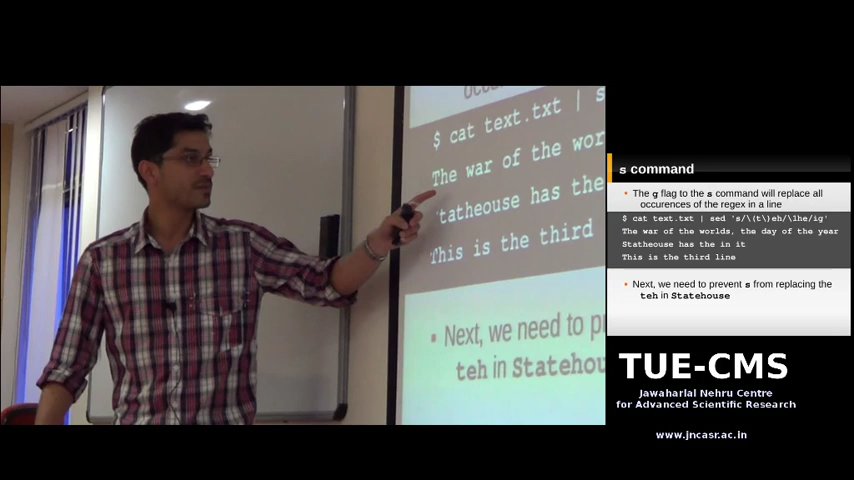 $ cat text.txt | s
The war of the wor
'tatheouse has the
This is the third
Next, we need to p
teh in Statehou
s command
The g flag to the s command will replace all
occurences of the regex in a line
$ cat text.txt | sed 's/\(t\)eh/\1he/ig'
The war of the worlds, the day of the year
Statheouse has the in it
This is the third line
Next, we need to prevent s from replacing the
teh in Statehouse
TUE-CMS
Jawaharlal Nehru Centre
for Advanced Scientific Research
www.jncasr.ac.in